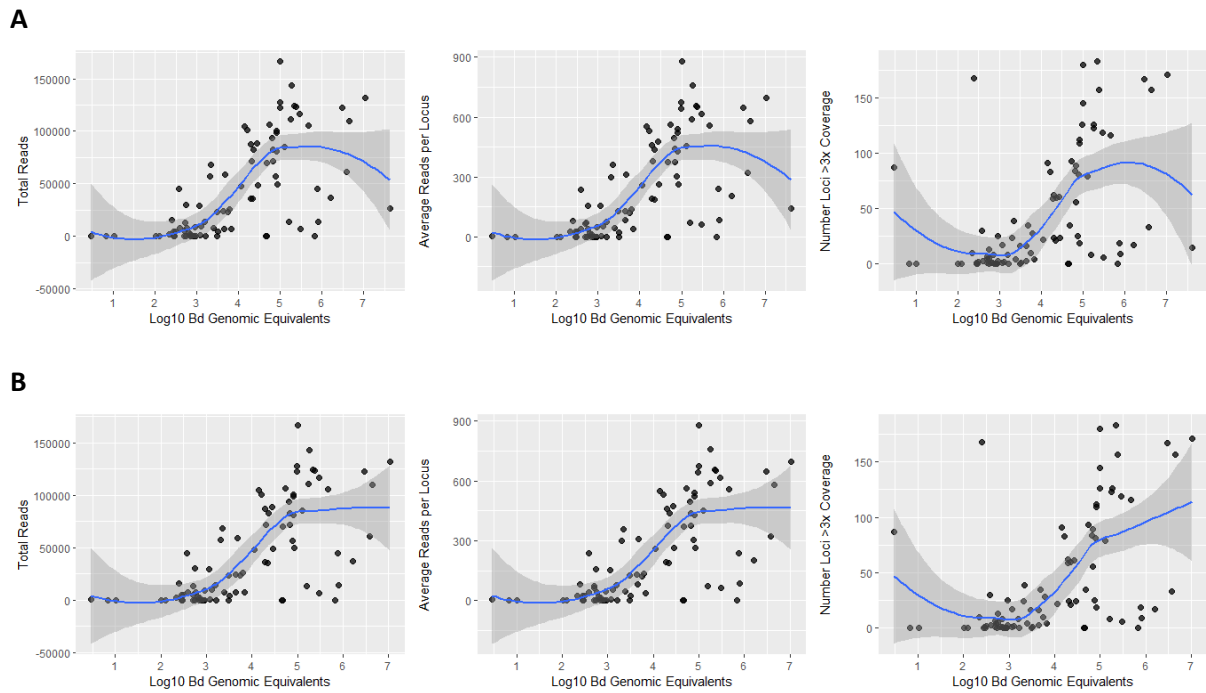 A
Total Reads
150000
100000
50000
0
-50000
1 2 3 4 5 6 7
Log10 Bd Genomic Equivalents
Average Reads per Locus
900
600
300
0
1 2 3 4 5 6 7
Log10 Bd Genomic Equivalents
Number Loci >3x Coverage
150
100
50
0
1 2 3 4 5 6 7
Log10 Bd Genomic Equivalents
B
Total Reads
150000
100000
50000
0
-50000
1 2 3 4 5 6 7
Log10 Bd Genomic Equivalents
Average Reads per Locus
900
600
300
0
1 2 3 4 5 6 7
Log10 Bd Genomic Equivalents
Number Loci >3x Coverage
150
100
50
0
1 2 3 4 5 6 7
Log10 Bd Genomic Equivalents